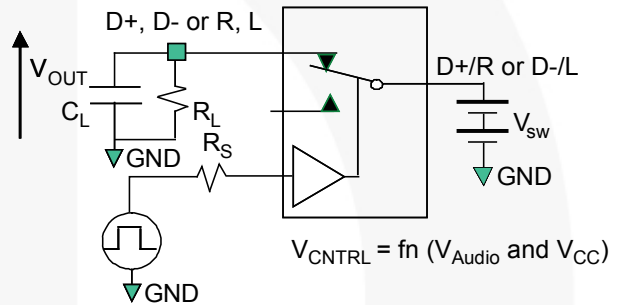 D+, D- or R, L
VOUT
CL
RL
GND
RS
D+/R or D-/L
Vsw
GND
GND
VCNTRL = fn (VAudio and VCC)